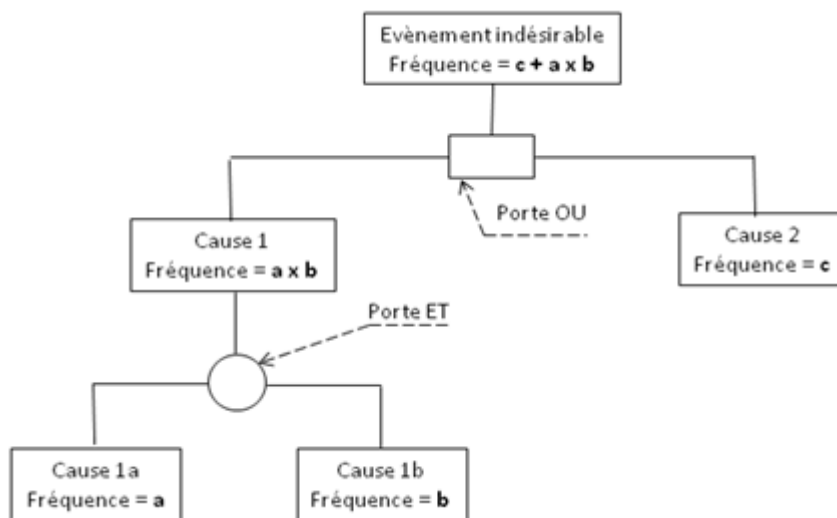 Evènement indésirable
Fréquence = c + a x b
Porte OU
Cause 1
Fréquence = a x b
Cause 2
Fréquence = c
Porte ET
Cause 1a
Fréquence = a
Cause 1b
Fréquence = b